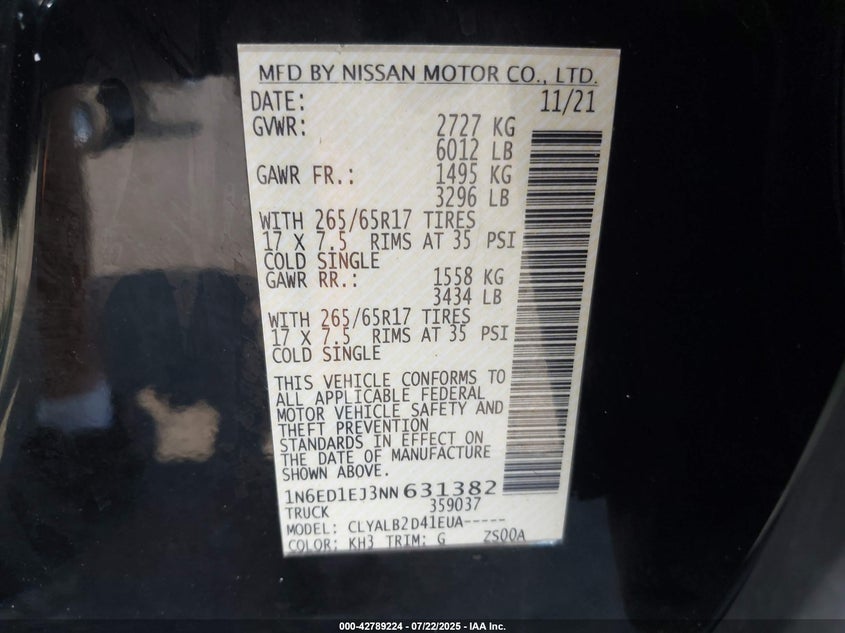 MFD BY NISSAN MOTOR CO., LTD.
DATE: 11/21
GVWR: 2727 KG
6012 LB
GAWR FR.: 1495 KG
3296 LB
WITH 265/65R17 TIRES
17 X 7.5 RIMS AT 35 PSI
COLD SINGLE
GAWR RR.: 1558 KG
3434 LB
WITH 265/65R17 TIRES
17 X 7.5 RIMS AT 35 PSI
COLD SINGLE
THIS VEHICLE CONFORMS TO
ALL APPLICABLE FEDERAL
MOTOR VEHICLE SAFETY AND
THEFT PREVENTION
STANDARDS IN EFFECT ON
THE DATE OF MANUFACTURE
SHOWN ABOVE.
1N6ED1EJ3NN631382
TRUCK 359037
MODEL: CLYALB2D41EUA-----
COLOR: KH3 TRIM: G ZS00A
000-42789224 - 07/22/2025 - IAA Inc.